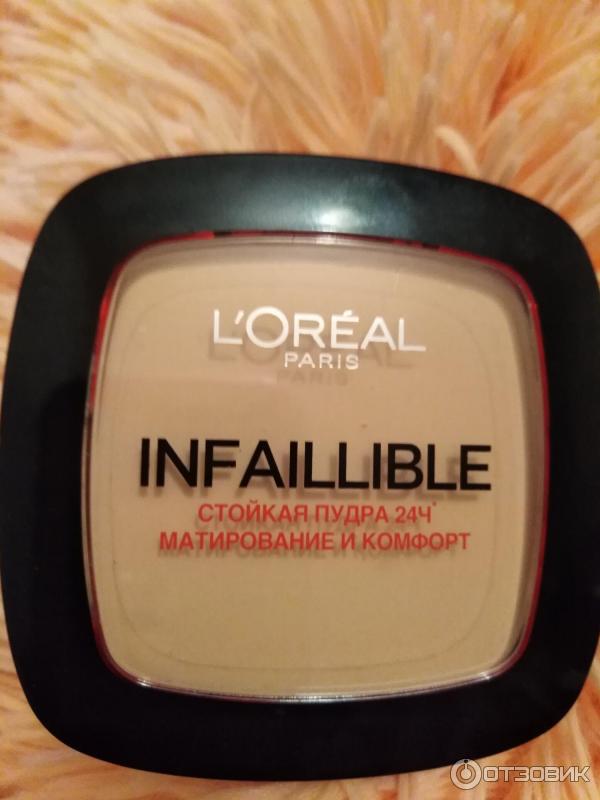 L'ORÉAL
PARIS
INFAILLIBLE
СТОЙКАЯ ПУДРА 24Ч*
МАТИРОВАНИЕ И КОМФОРТ
ОТЗОВИК